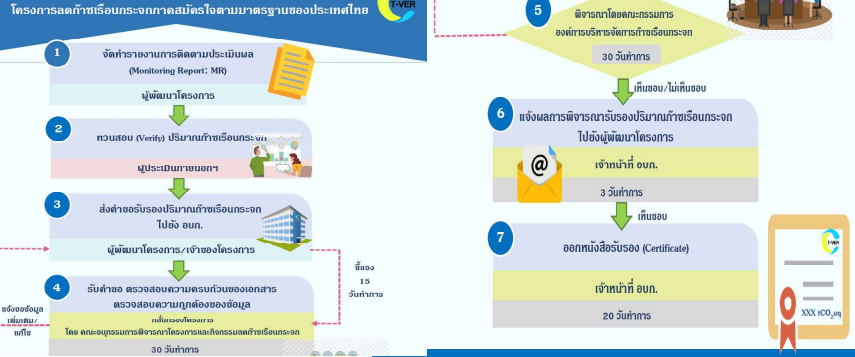 โครงการลดก๊าซเรือนกระจกภาคสมัครใจตามมาตรฐานของประเทศไทย
T-VER
1
จัดทำรายงานการติดตามประเมินผล
(Monitoring Report: MR)
ผู้พัฒนาโครงการ
2
ทวนสอบ (Verify) ปริมาณก๊าซเรือนกระจก
ผู้ประเมินภายนอกฯ
3
ส่งคำขอรับรองปริมาณก๊าซเรือนกระจก
ไปยัง อบก.
ผู้พัฒนาโครงการ/เจ้าของโครงการ
ชี้แจง
15
วันทำการ
4
รับคำขอ ตรวจสอบความครบถ้วนของเอกสาร
ตรวจสอบความถูกต้องของข้อมูล
แจ้งขอข้อมูล
เพิ่มเติม/
แก้ไข
กลั่นกรองโครงการ
โดย คณะอนุกรรมการพิจารณาโครงการและกิจกรรมลดก๊าซเรือนกระจก
30 วันทำการ
5
พิจารณาโดยคณะกรรมการ
องค์การบริหารจัดการก๊าซเรือนกระจก
30 วันทำการ
เห็นชอบ/ไม่เห็นชอบ
6
แจ้งผลการพิจารณารับรองปริมาณก๊าซเรือนกระจก
ไปยังผู้พัฒนาโครงการ
@
เจ้าหน้าที่ อบก.
3 วันทำการ
เห็นชอบ
7
ออกหนังสือรับรอง (Certificate)
เจ้าหน้าที่ อบก.
20 วันทำการ
T-VER
XXX tCO₂eq